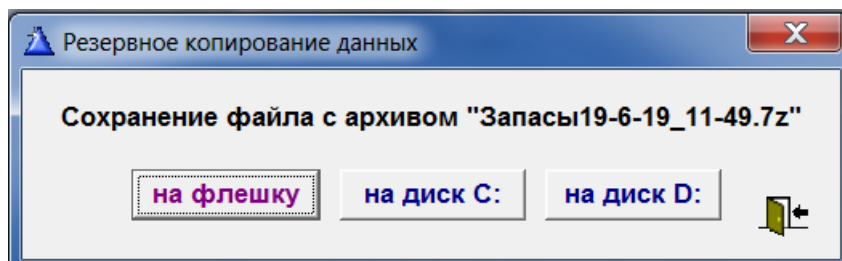 Резервное копирование данных
Сохранение файла с архивом "Запасы19-6-19_11-49.7z"
на флешку на диск C: на диск D: